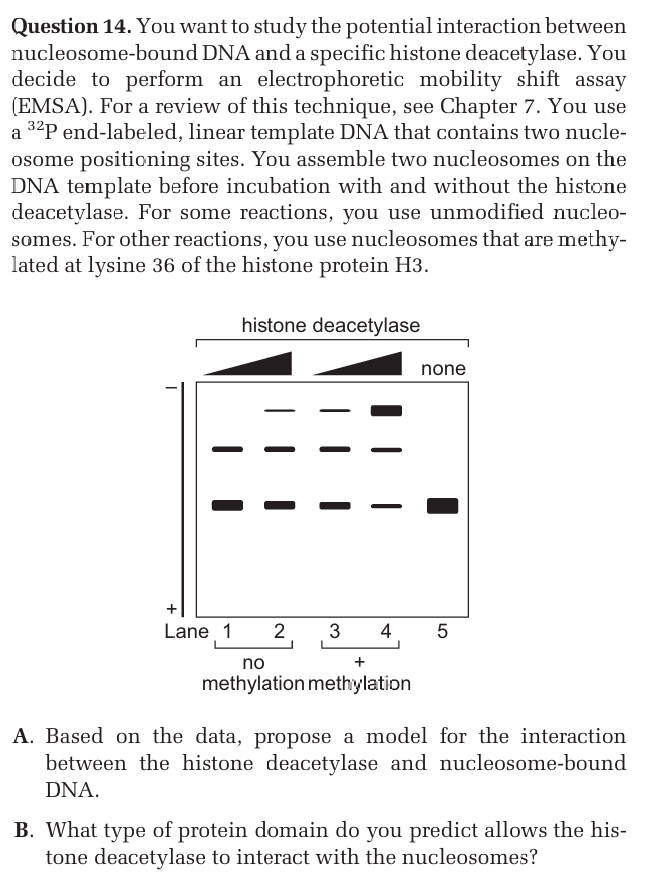 Question 14. You want to study the potential interaction between
nucleosome-bound DNA and a specific histone deacetylase. You
decide to perform an electrophoretic mobility shift assay
(EMSA). For a review of this technique, see Chapter 7. You use
a ³²P end-labeled, linear template DNA that contains two nucle-
osome positioning sites. You assemble two nucleosomes on the
DNA template before incubation with and without the histone
deacetylase. For some reactions, you use unmodified nucleo-
somes. For other reactions, you use nucleosomes that are methy-
lated at lysine 36 of the histone protein H3.
histone deacetylase
none
−
+
Lane 1 2 3 4 5
no +
methylation methylation
A. Based on the data, propose a model for the interaction
between the histone deacetylase and nucleosome-bound
DNA.
B. What type of protein domain do you predict allows the his-
tone deacetylase to interact with the nucleosomes?